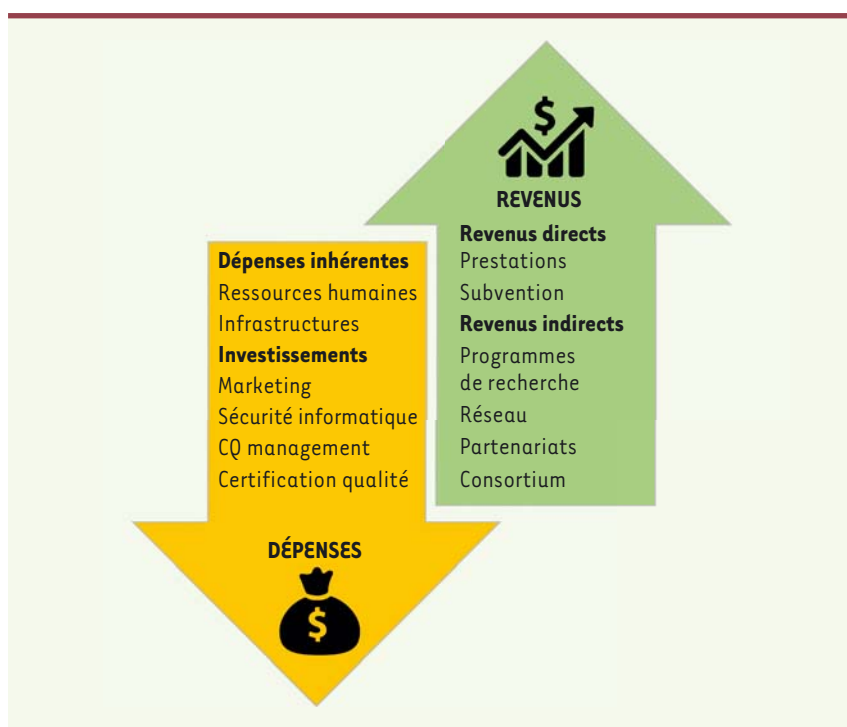 Dépenses inhérentes
Ressources humaines
Infrastructures
Investissements
Marketing
Sécurité informatique
CQ management
Certification qualité
DÉPENSES
$
$
REVENUS
Revenus directs
Prestations
Subvention
Revenus indirects
Programmes
de recherche
Réseau
Partenariats
Consortium